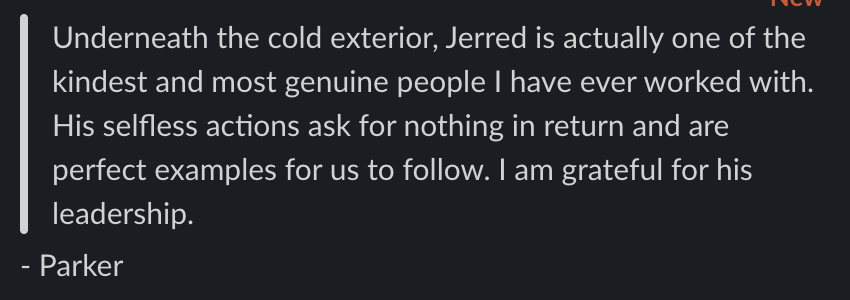 New
Underneath the cold exterior, Jerred is actually one of the
kindest and most genuine people I have ever worked with.
His selfless actions ask for nothing in return and are
perfect examples for us to follow. I am grateful for his
leadership.
- Parker